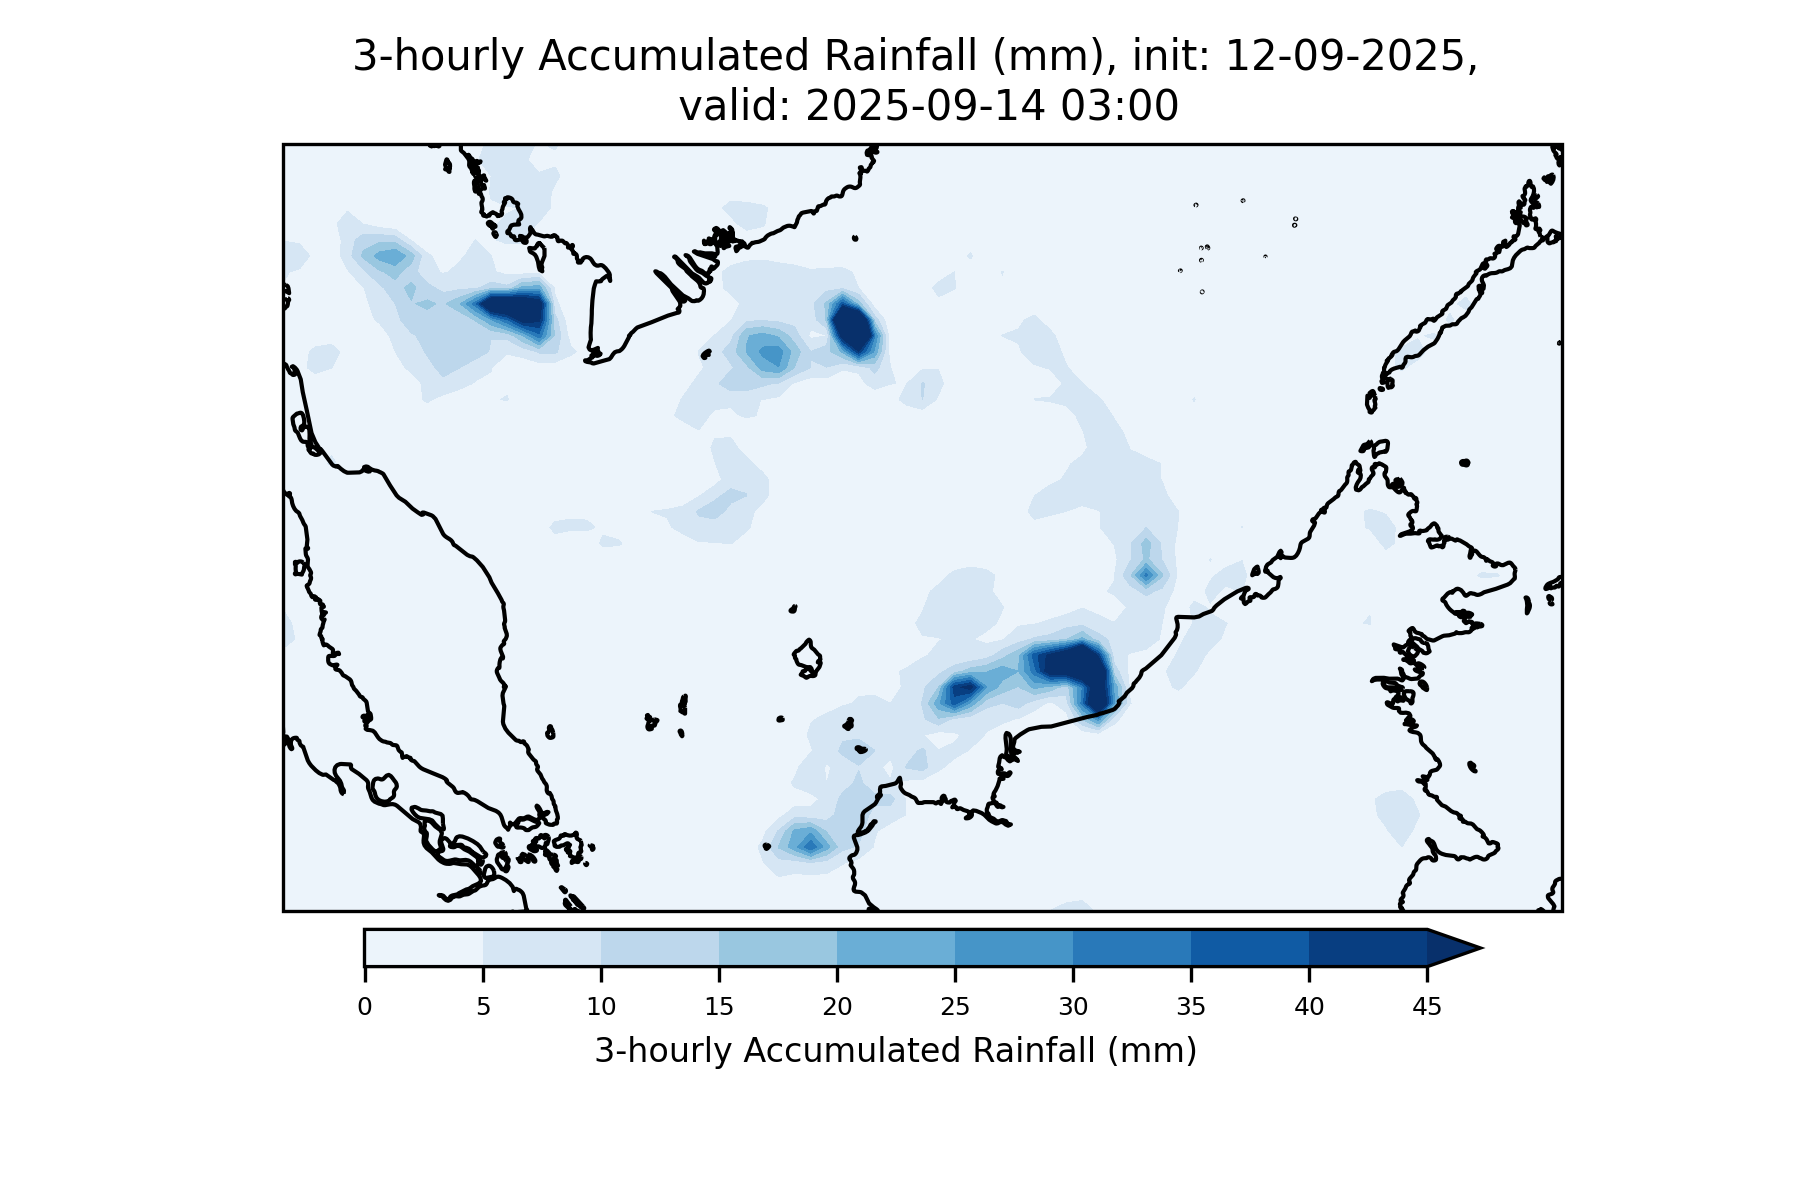 3-hourly Accumulated Rainfall (mm), init: 12-09-2025,
valid: 2025-09-14 03:00
0 5 10 15 20 25 30 35 40 45
3-hourly Accumulated Rainfall (mm)